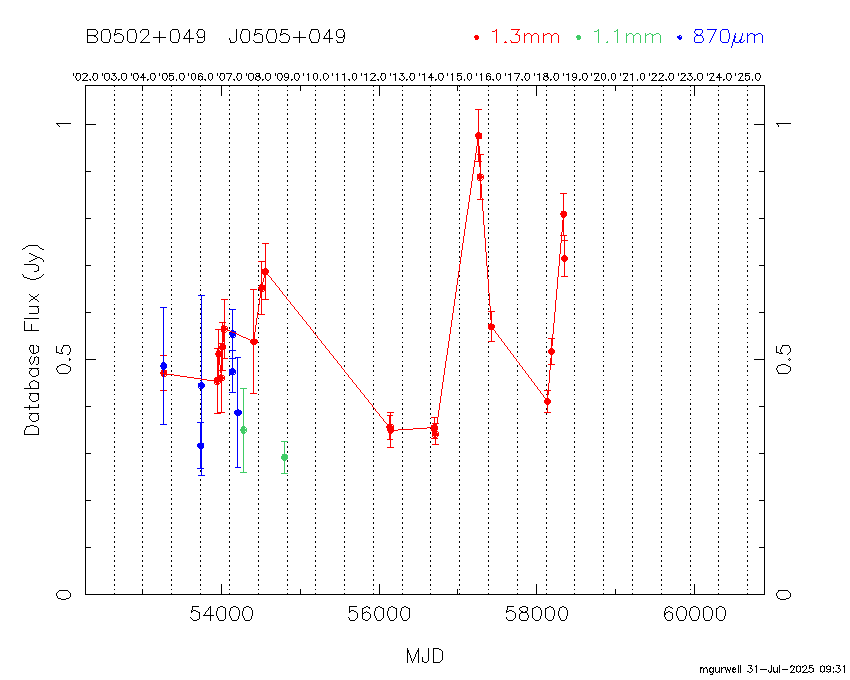 B0502+049 J0505+049 1.3mm 1.1mm 870μm
'02.0 '03.0 '04.0 '05.0 '06.0 '07.0 '08.0 '09.0 '10.0 '11.0 '12.0 '13.0 '14.0 '15.0 '16.0 '17.0 '18.0 '19.0 '20.0 '21.0 '22.0 '23.0 '24.0 '25.0
1 1
Database Flux (Jy)
0.5 0.5
0 0
54000 56000 58000 60000
MJD
mgurwell 31-Jul-2025 09:31